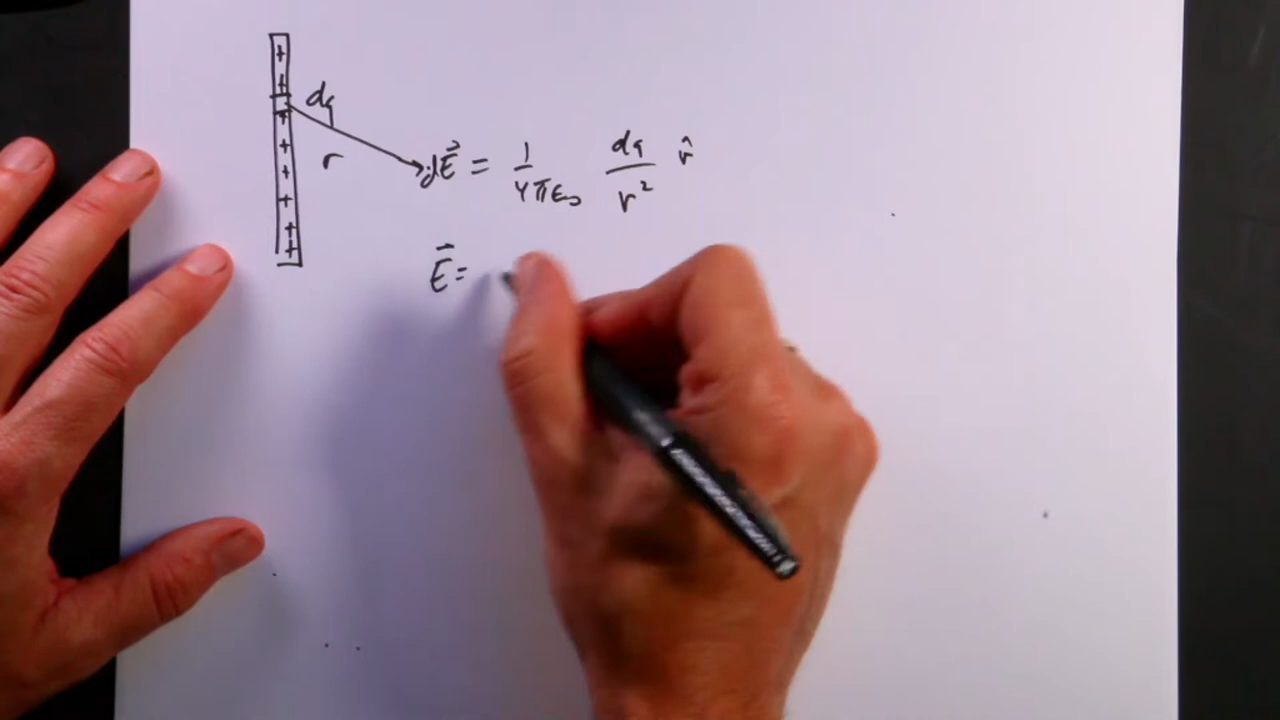 +
+
dq
+
r
+
+
+
+
+
dE⃗ = 1/4πε₀ dq/r² r̂
E⃗ =